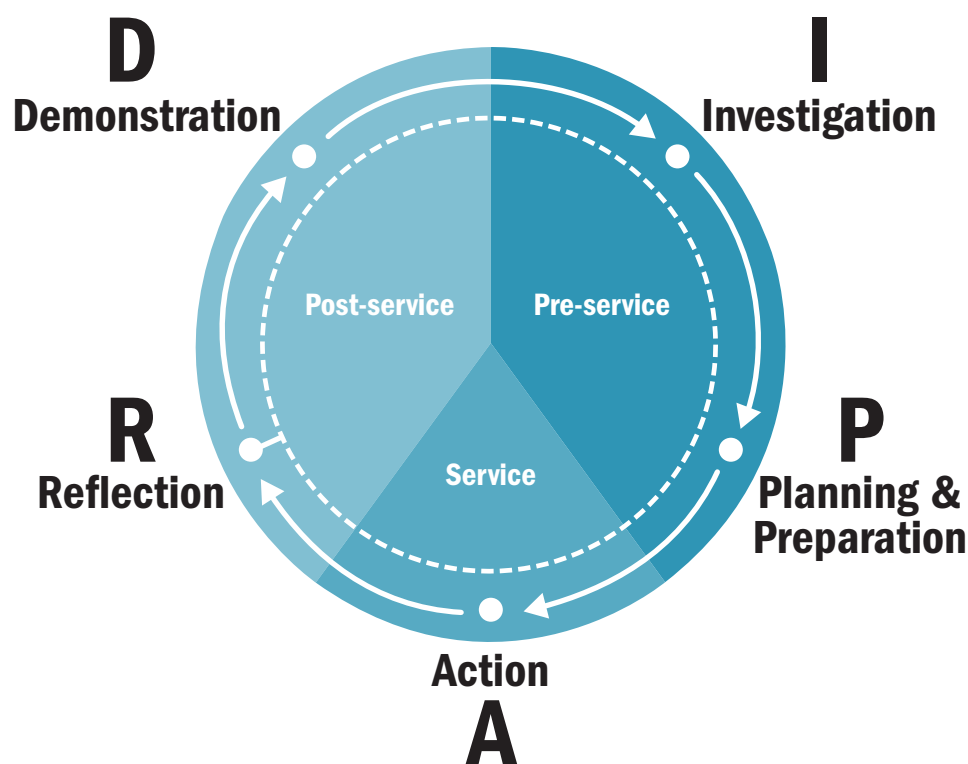 D
Demonstration
I
Investigation
Post-service
Pre-service
R
Reflection
P
Planning &
Preparation
Service
Action
A